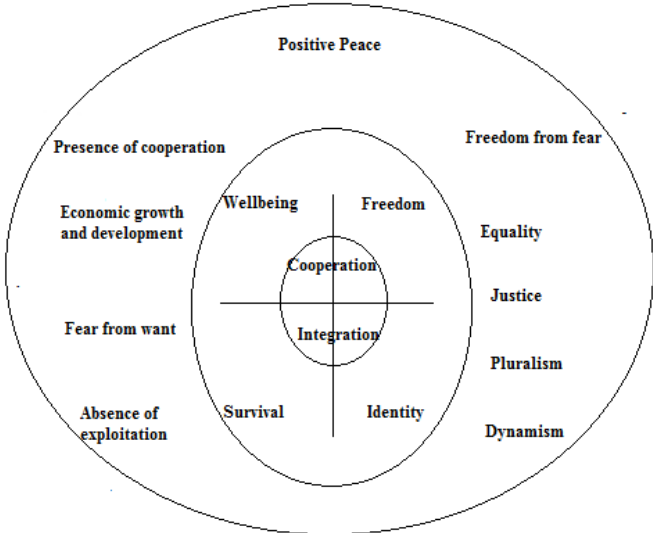 Positive Peace
Presence of cooperation
Freedom from fear
Wellbeing
Freedom
Economic growth
and development
Equality
Cooperation
Justice
Fear from want
Integration
Pluralism
Absence of
exploitation
Survival
Identity
Dynamism